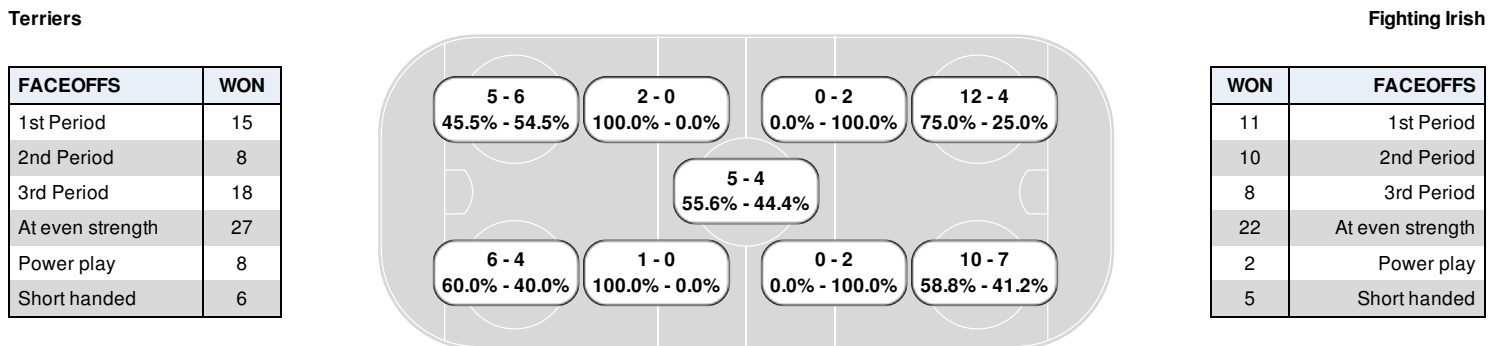 Terriers
Fighting Irish
FACEOFFS WON
1st Period 15
2nd Period 8
3rd Period 18
At even strength 27
Power play 8
Short handed 6
5 - 6
45.5% - 54.5%
2 - 0
100.0% - 0.0%
0 - 2
0.0% - 100.0%
12 - 4
75.0% - 25.0%
5 - 4
55.6% - 44.4%
6 - 4
60.0% - 40.0%
1 - 0
100.0% - 0.0%
0 - 2
0.0% - 100.0%
10 - 7
58.8% - 41.2%
WON FACEOFFS
11 1st Period
10 2nd Period
8 3rd Period
22 At even strength
2 Power play
5 Short handed